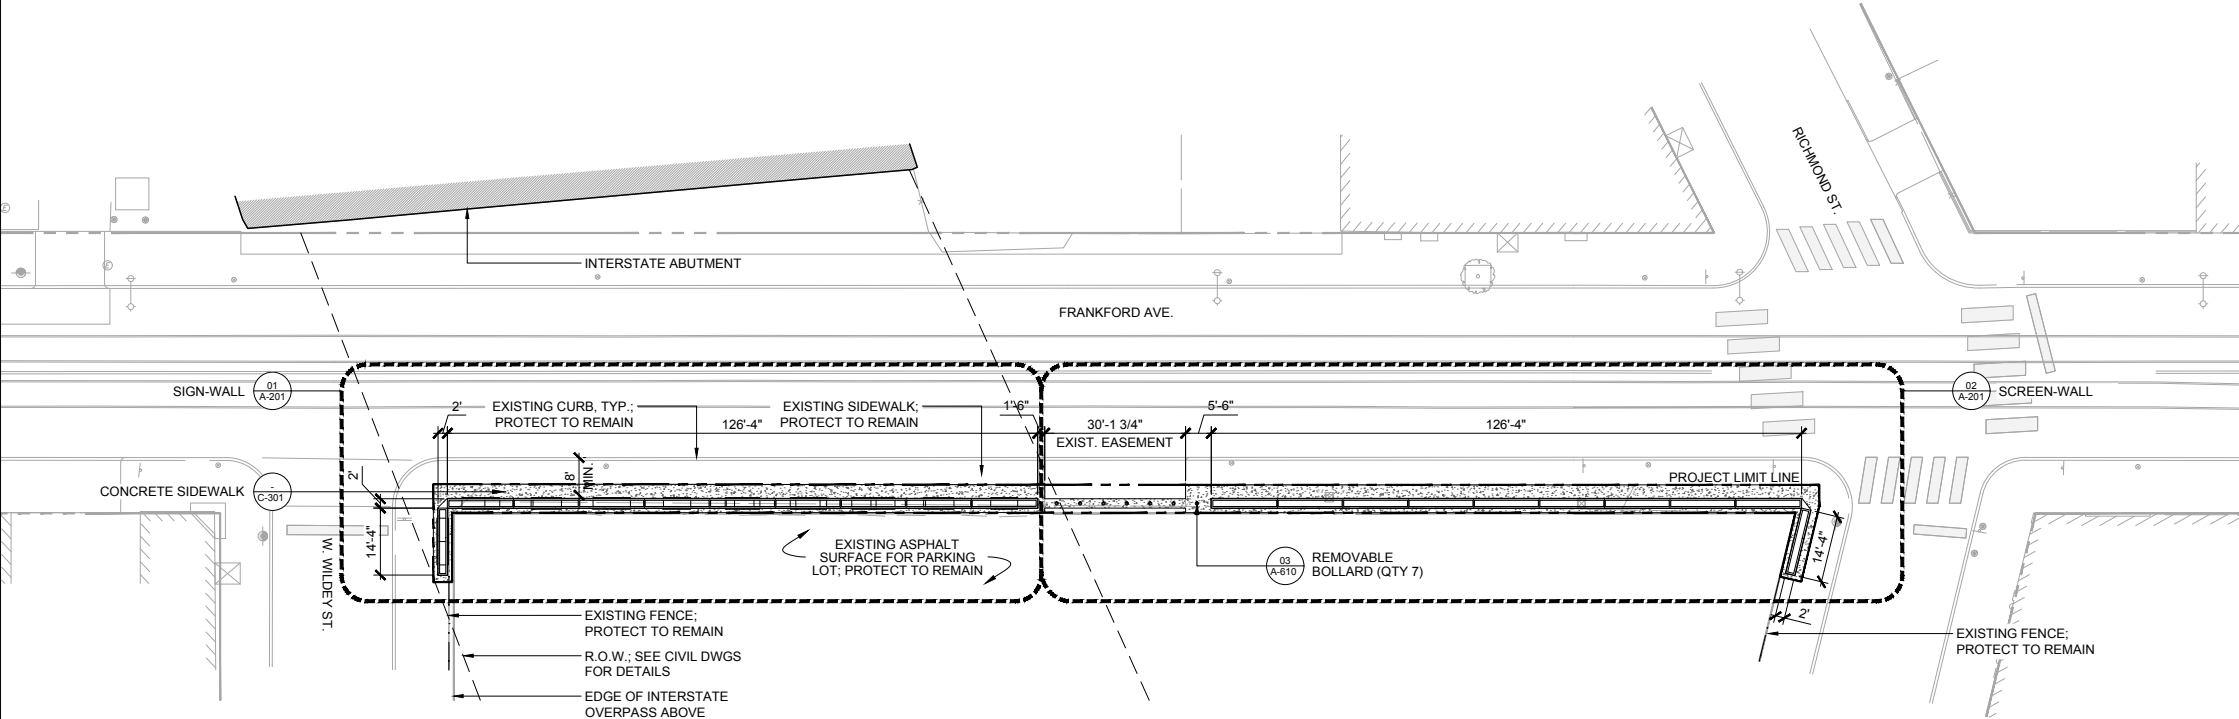 RICHMOND ST.
INTERSTATE ABUTMENT
FRANKFORD AVE.
SIGN-WALL
01
A-201
02
A-201
SCREEN-WALL
2'
EXISTING CURB, TYP.;
PROTECT TO REMAIN
126'-4"
EXISTING SIDEWALK;
PROTECT TO REMAIN
1'-6"
30'-1 3/4"
EXIST. EASEMENT
5'-6"
126'-4"
2'
8'
MIN.
PROJECT LIMIT LINE
CONCRETE SIDEWALK
-
C-301
14'-4"
W. WILDEY ST.
EXISTING ASPHALT
SURFACE FOR PARKING
LOT; PROTECT TO REMAIN
03
A-610
REMOVABLE
BOLLARD (QTY 7)
14'-4"
2'
EXISTING FENCE;
PROTECT TO REMAIN
R.O.W.; SEE CIVIL DWGS
FOR DETAILS
EDGE OF INTERSTATE
OVERPASS ABOVE
EXISTING FENCE;
PROTECT TO REMAIN